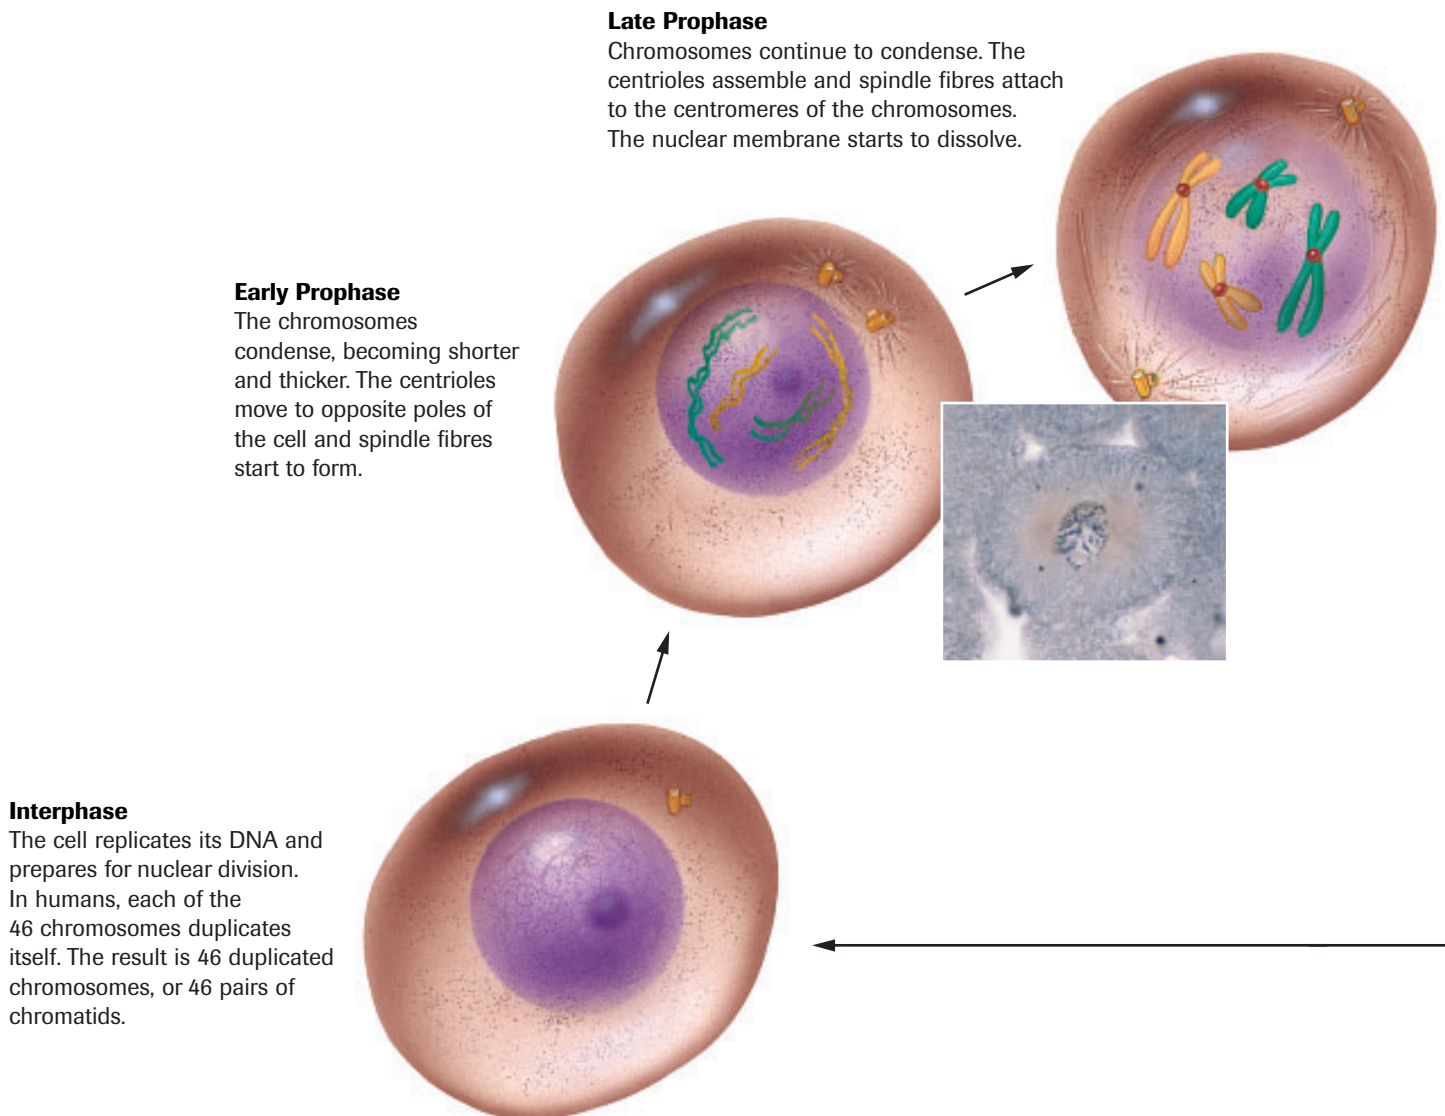 Late Prophase
Chromosomes continue to condense. The
centrioles assemble and spindle fibres attach
to the centromeres of the chromosomes.
The nuclear membrane starts to dissolve.
Early Prophase
The chromosomes
condense, becoming shorter
and thicker. The centrioles
move to opposite poles of
the cell and spindle fibres
start to form.
Interphase
The cell replicates its DNA and
prepares for nuclear division.
In humans, each of the
46 chromosomes duplicates
itself. The result is 46 duplicated
chromosomes, or 46 pairs of
chromatids.